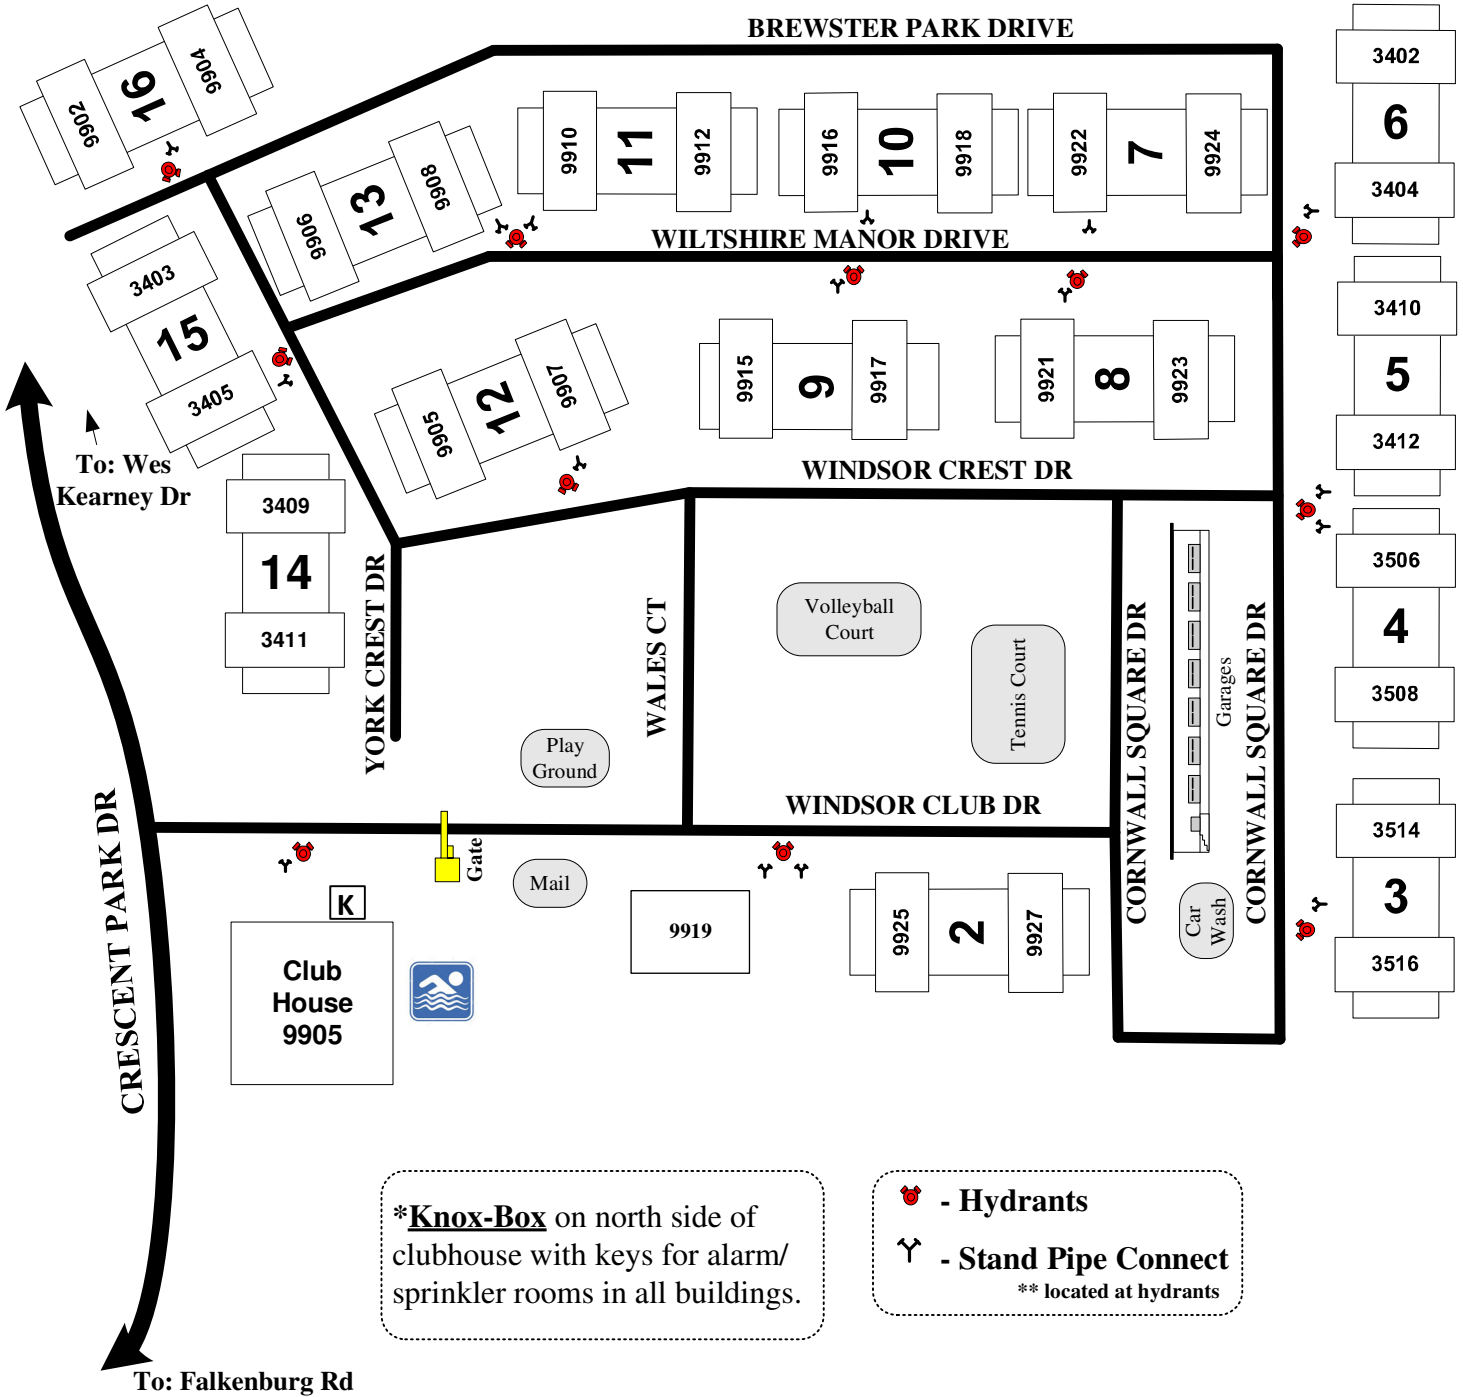 BREWSTER PARK DRIVE
9902
16
9904
9906
13
9908
9910
11
9912
9916
10
9918
9922
7
9924
3402
6
3404
WILTSHIRE MANOR DRIVE
3403
15
3405
9905
12
9907
9915
9
9917
9921
8
9923
3410
5
3412
To: Wes
Kearney Dr
WINDSOR CREST DR
3409
14
3411
YORK CREST DR
WALES CT
Volleyball
Court
Tennis Court
CORNWALL SQUARE DR
Garages
CORNWALL SQUARE DR
3506
4
3508
Play
Ground
WINDSOR CLUB DR
CRESCENT PARK DR
Gate
Mail
K
Club
House
9905
9919
9925
2
9927
Car
Wash
3514
3
3516
*Knox-Box on north side of
clubhouse with keys for alarm/
sprinkler rooms in all buildings.
- Hydrants
- Stand Pipe Connect
** located at hydrants
To: Falkenburg Rd